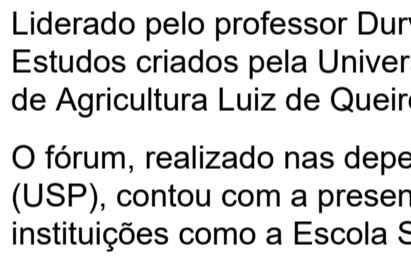 Liderado pelo professor Dur
Estudos criados pela Univer
de Agricultura Luiz de Queir
O fórum, realizado nas depe
(USP), contou com a presen
instituições como a Escola S